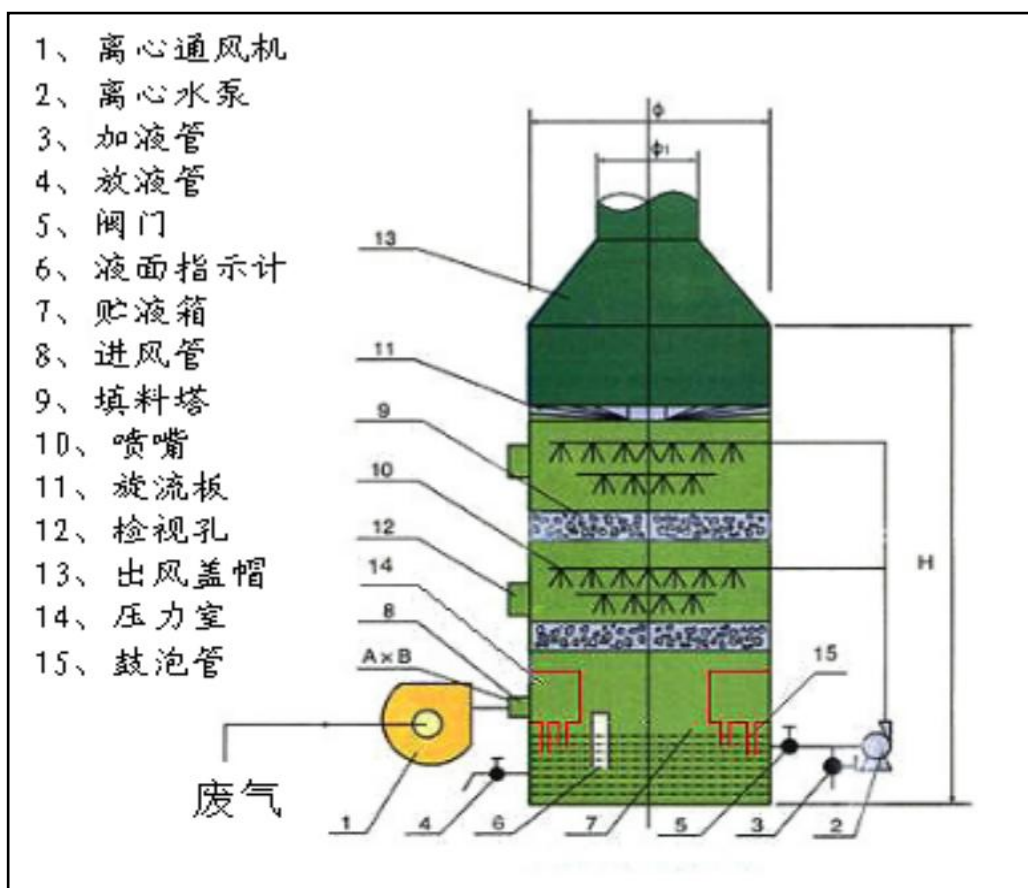 1、离心通风机
2、离心水泵
3、加液管
4、放液管
5、阀门
6、液面指示计
7、贮液箱
8、进风管
9、填料塔
10、喷嘴
11、旋流板
12、检视孔
13、出风盖帽
14、压力室
15、鼓泡管
ϕ
ϕ1
13
11
9
10
12
14
8
A×B
H
15
废气
1
4
6
7
5
3
2